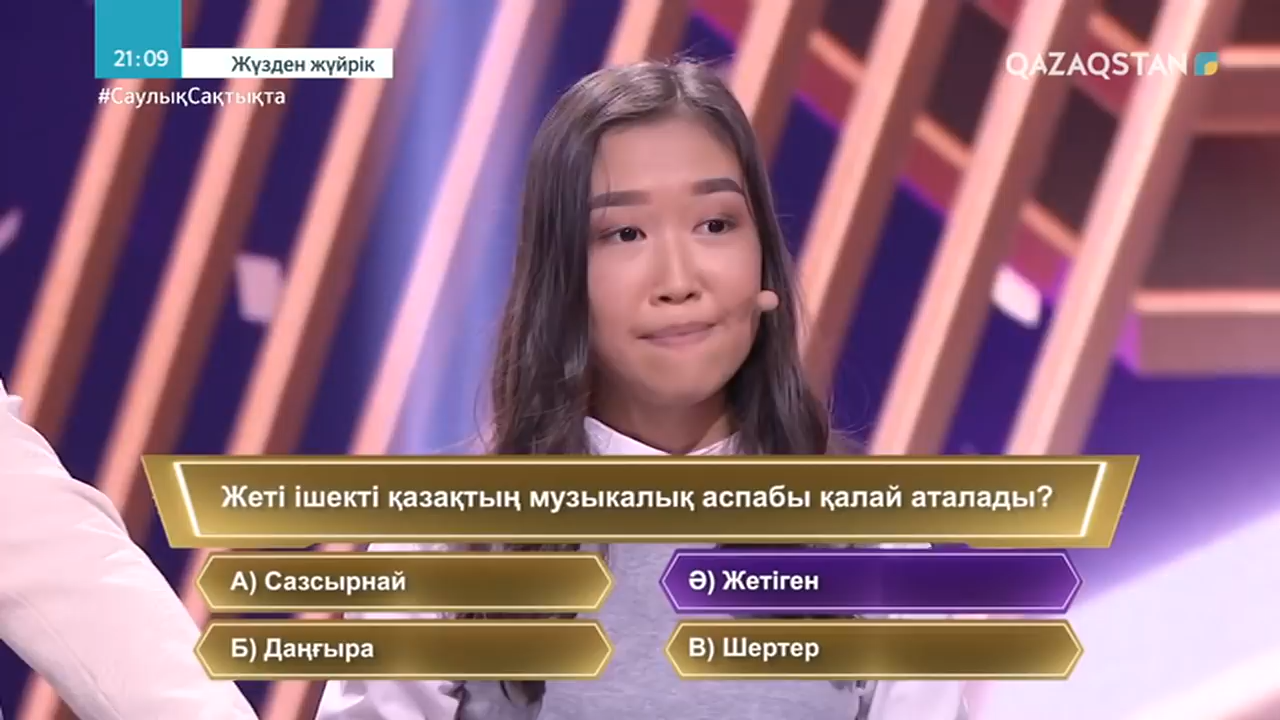 21:09
Жүзден жүйрік
#СаулықСақтықта
QAZAQSTAN
Жеті ішекті қазақтың музыкалық аспабы қалай аталады?
А) Сазсырнай
Ә) Жетіген
Б) Даңғыра
В) Шертер